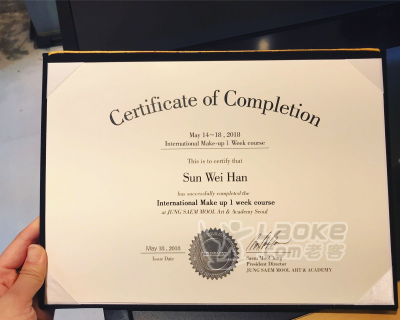 Certificate of Completion
May 14~18, 2018
International Make-up 1 Week course
This is to certify that
Sun Wei Han
has successfully completed the
International Make up 1 week course
at JUNG SAEM MOOL Art & Academy Seoul
May 18, 2018
Issue Date
President Director
JUNG SAEM MOOL ART & ACADEMY
Laoke
老客